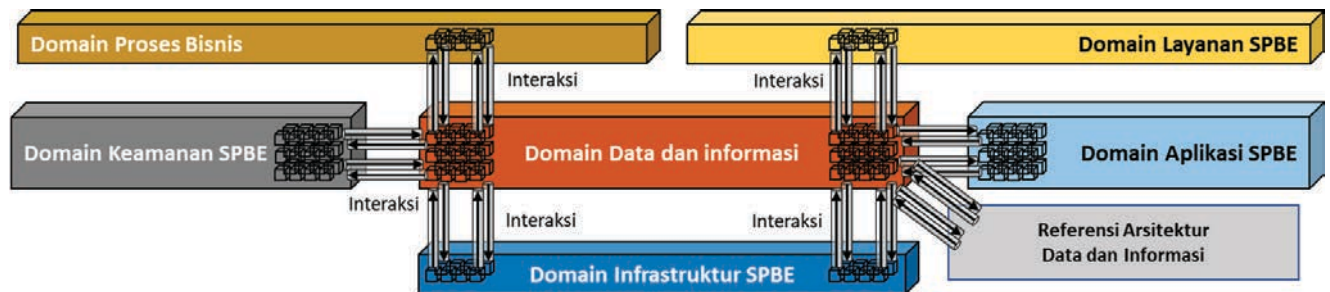 Domain Proses Bisnis
Domain Layanan SPBE
Interaksi
Interaksi
Domain Keamanan SPBE
Domain Data dan informasi
Domain Aplikasi SPBE
Interaksi
Interaksi
Interaksi
Referensi Arsitektur
Data dan Informasi
Domain Infrastruktur SPBE